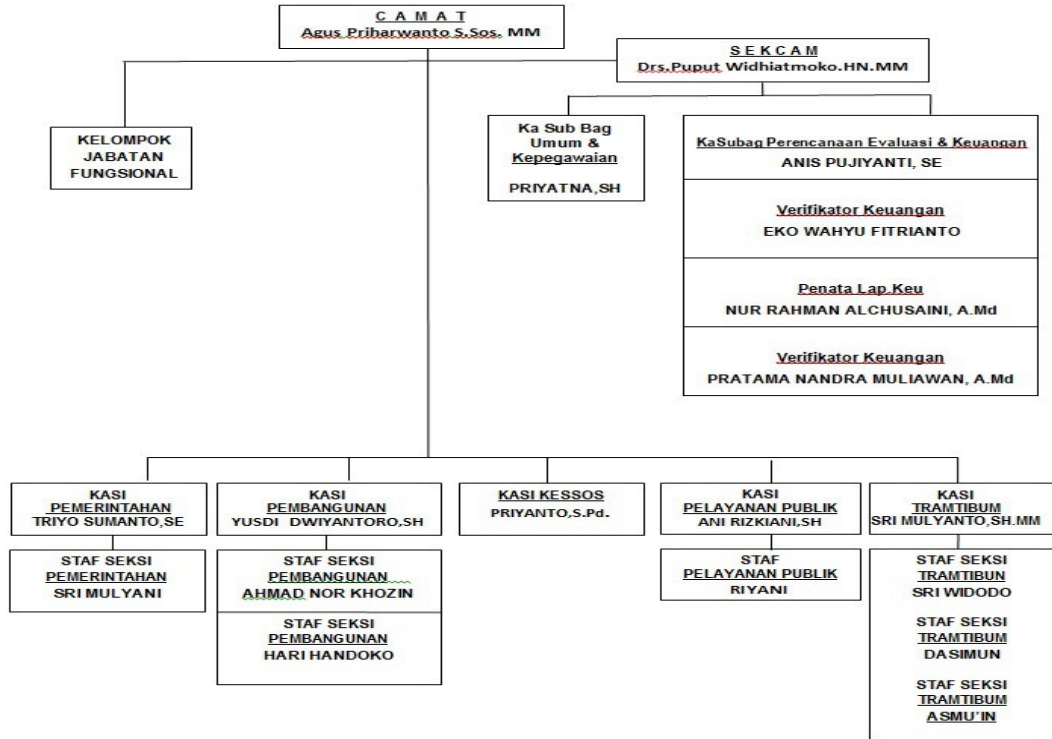 C A M A T
Agus Priharwanto S.Sos. MM
S E K C A M
Drs.Puput Widhiatmoko.HN.MM
KELOMPOK
JABATAN
FUNGSIONAL
Ka Sub Bag
Umum &
Kepegawaian
PRIYATNA,SH
KaSubag Perencanaan Evaluasi & Keuangan
ANIS PUJIYANTI, SE
Verifikator Keuangan
EKO WAHYU FITRIANTO
Penata Lap.Keu
NUR RAHMAN ALCHUSAINI, A.Md
Verifikator Keuangan
PRATAMA NANDRA MULIAWAN, A.Md
KASI
PEMERINTAHAN
TRIYO SUMANTO,SE
STAF SEKSI
PEMERINTAHAN
SRI MULYANI
KASI
PEMBANGUNAN
YUSDI DWIYANTORO,SH
STAF SEKSI
PEMBANGUNAN
AHMAD NOR KHOZIN
STAF SEKSI
PEMBANGUNAN
HARI HANDOKO
KASI KESSOS
PRIYANTO,S.Pd.
KASI
PELAYANAN PUBLIK
ANI RIZKIANI,SH
STAF
PELAYANAN PUBLIK
RIYANI
KASI
TRAMTIBUM
SRI MULYANTO,SH.MM
STAF SEKSI
TRAMTIBUN
SRI WIDODO
STAF SEKSI
TRAMTIBUM
DASIMUN
STAF SEKSI
TRAMTIBUM
ASMU'IN